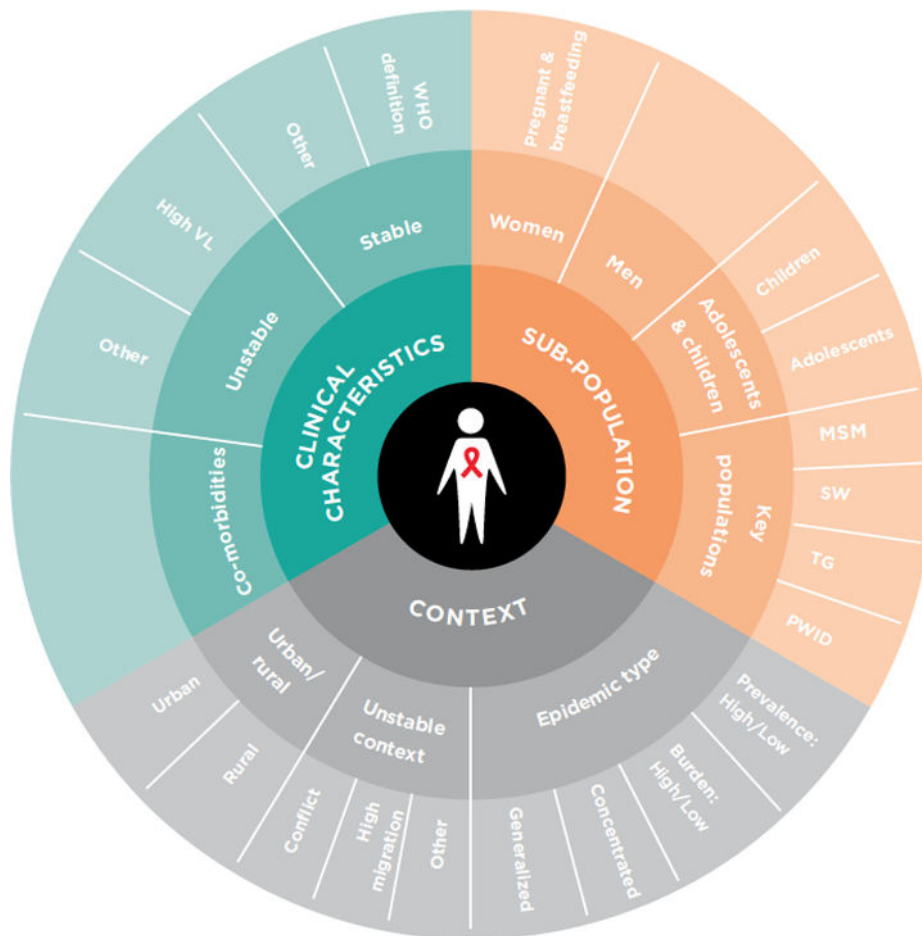 CLINICAL
CHARACTERISTICS
Stable
WHO
definition
Other
Unstable
High VL
Other
Co-morbidities
SUB-POPULATION
Women
pregnant &
breastfeeding
Men
Adolescents
& children
Children
Adolescents
Key
populations
MSM
SW
TG
PWID
CONTEXT
Urban/
rural
Urban
Rural
Unstable
context
Conflict
High
migration
Other
Epidemic type
Generalized
Concentrated
Burden:
High/Low
Prevalence:
High/Low